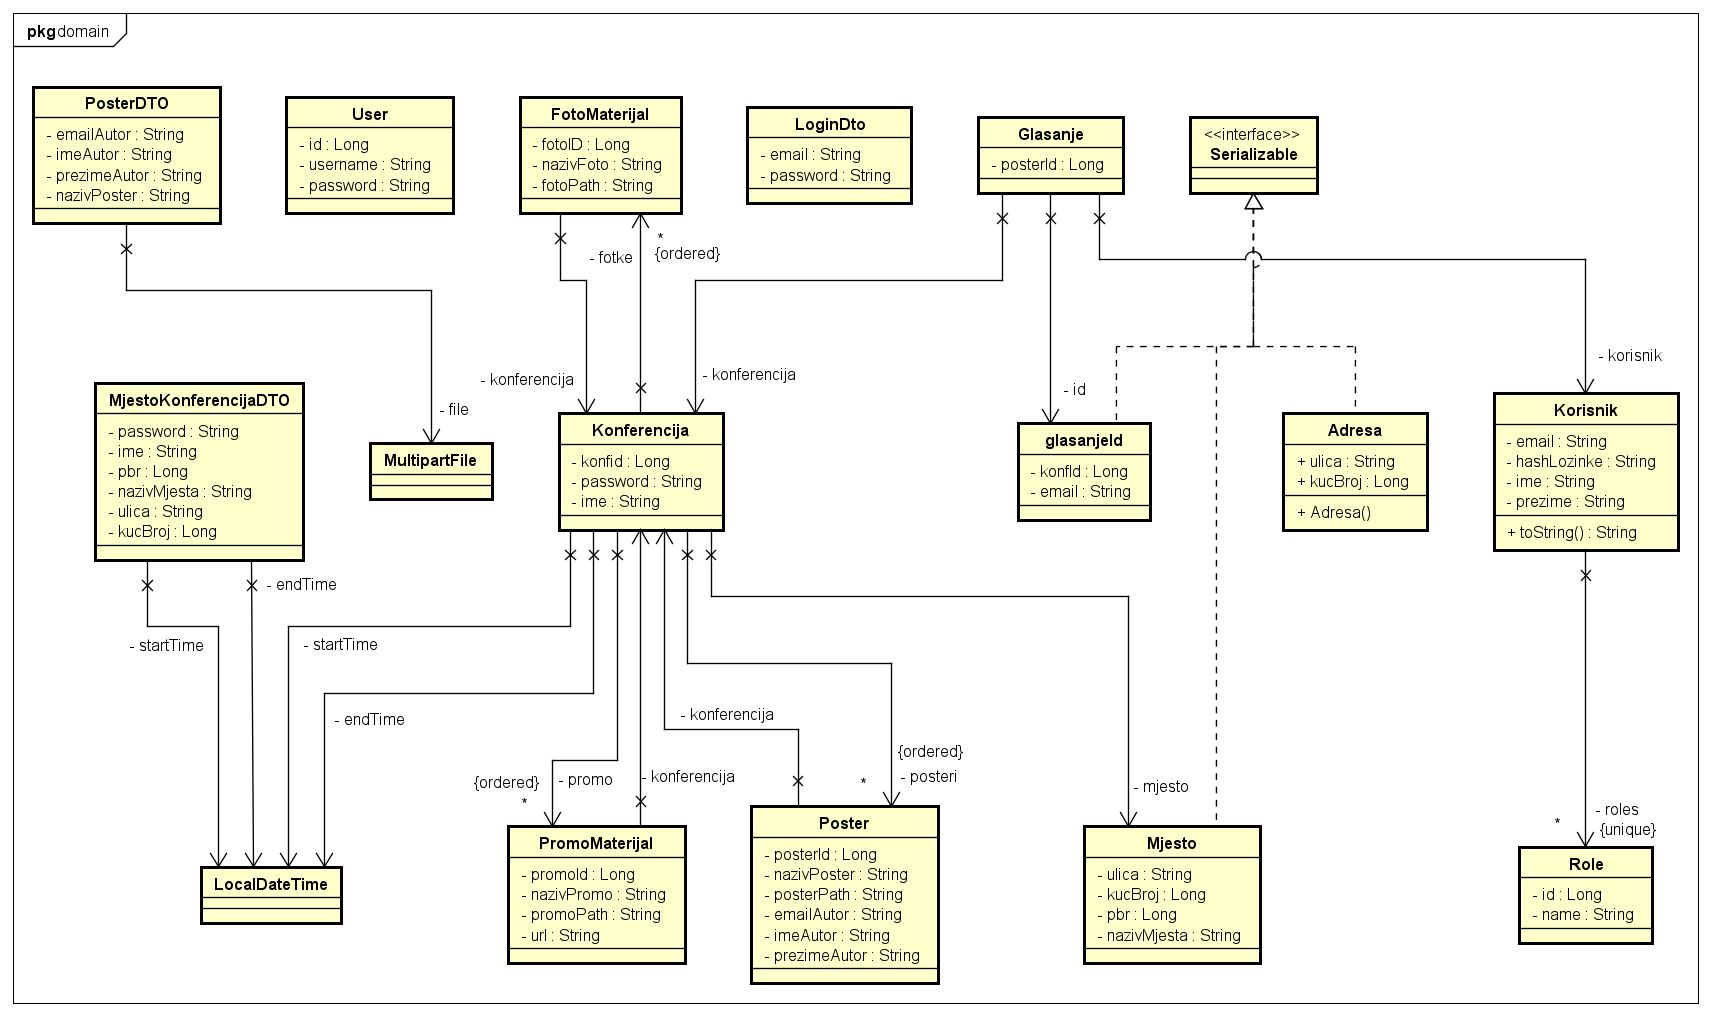 pkg domain
PosterDTO
- emailAutor : String
- imeAutor : String
- prezimeAutor : String
- nazivPoster : String
User
- id : Long
- username : String
- password : String
FotoMaterijal
- fotoID : Long
- nazivFoto : String
- fotoPath : String
LoginDto
- email : String
- password : String
Glasanje
- posterId : Long
<<interface>>
Serializable
- fotke
*
{ordered}
- konferencija
- konferencija
- id
- korisnik
- file
MjestoKonferencijaDTO
- password : String
- ime : String
- pbr : Long
- nazivMjesta : String
- ulica : String
- kucBroj : Long
MultipartFile
Konferencija
- konfid : Long
- password : String
- ime : String
glasanjeId
- konfId : Long
- email : String
Adresa
+ ulica : String
+ kucBroj : Long
+ Adresa()
Korisnik
- email : String
- hashLozinke : String
- ime : String
- prezime : String
+ toString() : String
- endTime
- startTime
- startTime
- endTime
- konferencija
{ordered}
*
- promo
- konferencija
{ordered}
*
- posteri
- mjesto
- roles
*
{unique}
LocalDateTime
PromoMaterijal
- promoId : Long
- nazivPromo : String
- promoPath : String
- url : String
Poster
- posterId : Long
- nazivPoster : String
- posterPath : String
- emailAutor : String
- imeAutor : String
- prezimeAutor : String
Mjesto
- ulica : String
- kucBroj : Long
- pbr : Long
- nazivMjesta : String
Role
- id : Long
- name : String